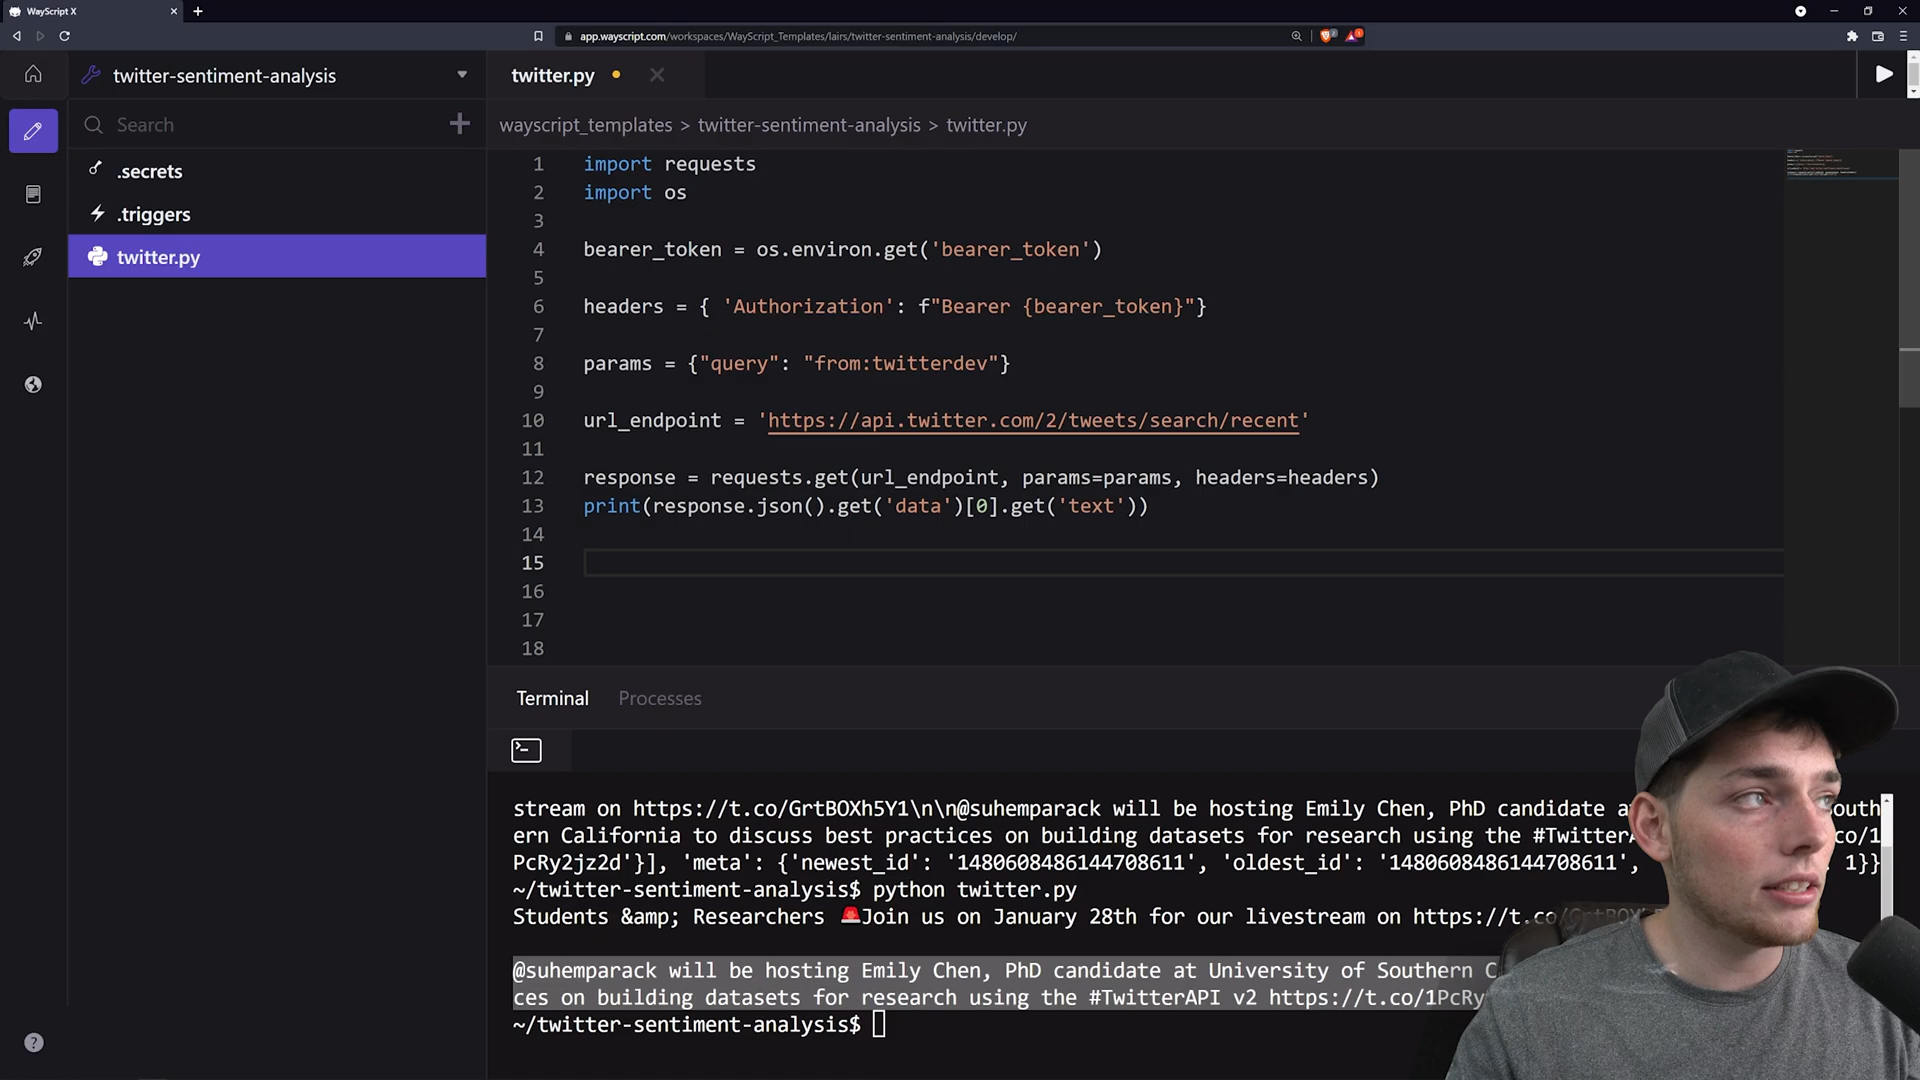 WayScript X
app.wayscript.com/workspaces/WayScript_Templates/lairs/twitter-sentiment-analysis/develop/
twitter-sentiment-analysis
twitter.py
Search
wayscript_templates > twitter-sentiment-analysis > twitter.py
.secrets
.triggers
twitter.py
1 import requests
2 import os
3
4 bearer_token = os.environ.get('bearer_token')
5
6 headers = { 'Authorization': f"Bearer {bearer_token}"}
7
8 params = {"query": "from:twitterdev"}
9
10 url_endpoint = 'https://api.twitter.com/2/tweets/search/recent'
11
12 response = requests.get(url_endpoint, params=params, headers=headers)
13 print(response.json().get('data')[0].get('text'))
14
15
16
17
18
Terminal Processes
stream on https://t.co/GrtBOXh5Y1\n\n@suhemparack will be hosting Emily Chen, PhD candidate a outh
ern California to discuss best practices on building datasets for research using the #TwitterA co/1
PcRy2jz2d'}], 'meta': {'newest_id': '1480608486144708611', 'oldest_id': '1480608486144708611', 1}}
~/twitter-sentiment-analysis$ python twitter.py
Students &amp; Researchers 🚨Join us on January 28th for our livestream on https://t.co/GrtBOX
@suhemparack will be hosting Emily Chen, PhD candidate at University of Southern C
ces on building datasets for research using the #TwitterAPI v2 https://t.co/1PcRy
~/twitter-sentiment-analysis$